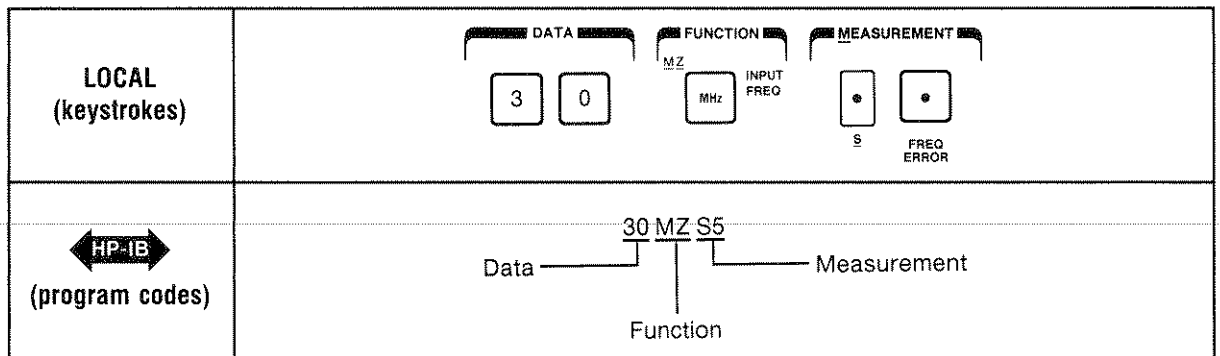 DATA
FUNCTION
MEASUREMENT
MZ
LOCAL
(keystrokes)
3
0
MHz
INPUT
FREQ
S
FREQ
ERROR
HP-IB
(program codes)
30 MZ S5
Data
Measurement
Function